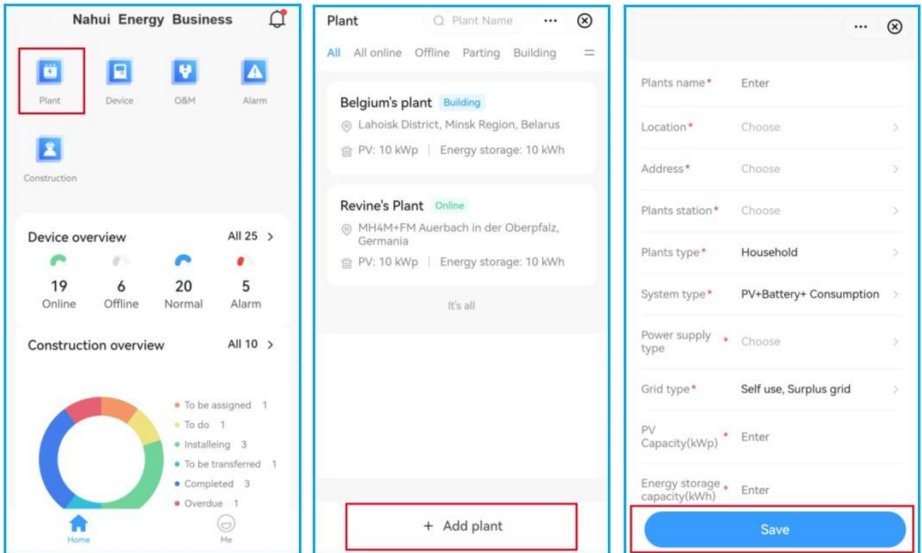 Nahui Energy Business
Plant
Device
O&M
Alarm
Construction
Device overview
All 25 >
19
6
20
5
Online
Offline
Normal
Alarm
Construction overview
All 10 >
To be assigned 1
To do 1
Installeing 3
To be transferred 1
Completed 3
Overdue 1
Home
Me
Plant
Plant Name
All
All online
Offline
Parting
Building
Belgium's plant
Building
Lahoisk District, Minsk Region, Belarus
PV: 10 kWp | Energy storage: 10 kWh
Revine's Plant
Online
MH4M+FM Auerbach in der Oberpfalz,
Germania
PV: 10 kWp | Energy storage: 10 kWh
It's all
+ Add plant
Plants name* Enter
Location* Choose >
Address* Choose >
Plants station* Choose >
Plants type* Household >
System type* PV+Battery+ Consumption >
Power supply
type * Choose >
Grid type* Self use, Surplus grid >
PV
Capacity(kWp) * Enter
Energy storage
capacity(kWh) * Enter
Save